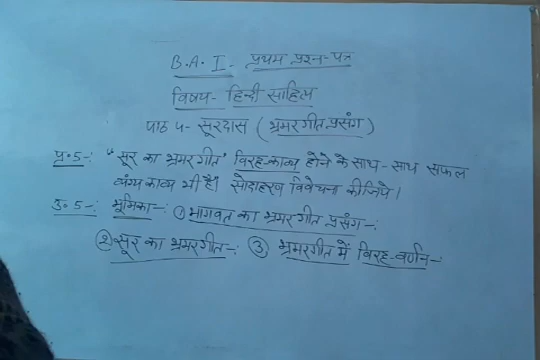 B.A. I - प्रथम प्रश्न-पत्र
विषय- हिन्दी साहित्य
पाठ 5- सूरदास (भ्रमरगीत प्रसंग)
प्र.5-: "सूर का भ्रमरगीत" विरह-काव्य होने के साथ-साथ सफल
व्यंग काव्य भी है। सोदाहरण विवेचना कीजिये।
उ.5-: भूमिका-: ① भागवत का भ्रमरगीत प्रसंग-:
② सूर का भ्रमरगीत-: ③ भ्रमरगीत में विरह-वर्णन-: